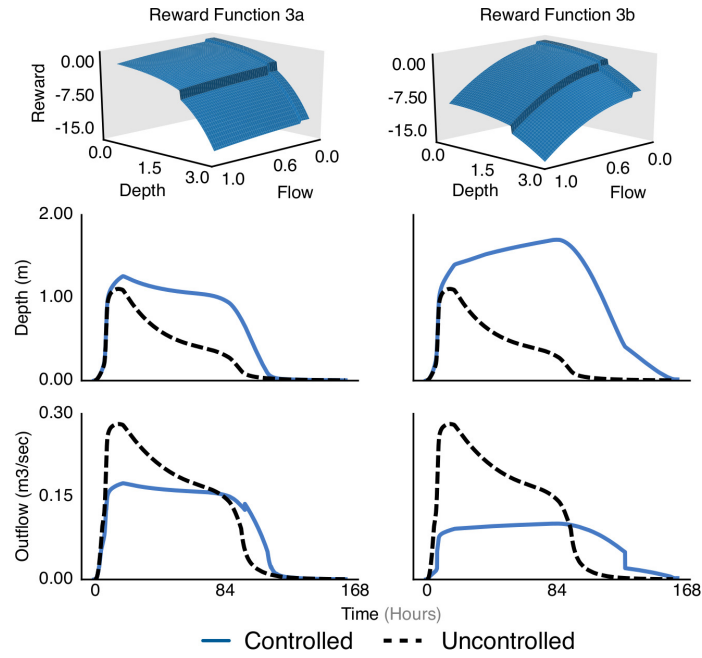 Reward Function 3a
Reward Function 3b
Reward
0.00
-7.50
-15.0
0.0
1.5
3.0
Depth
1.0
0.6
0.0
Flow
0.00
-7.50
-15.0
0.0
1.5
3.0
Depth
1.0
0.6
0.0
Flow
Depth (m)
2.00
1.00
0.00
Outflow (m3/sec)
0.30
0.15
0.00
0 84 168
0 84 168
Time (Hours)
Controlled Uncontrolled